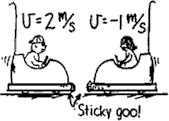 v = 2 m/s
v = -1 m/s
Sticky goo!